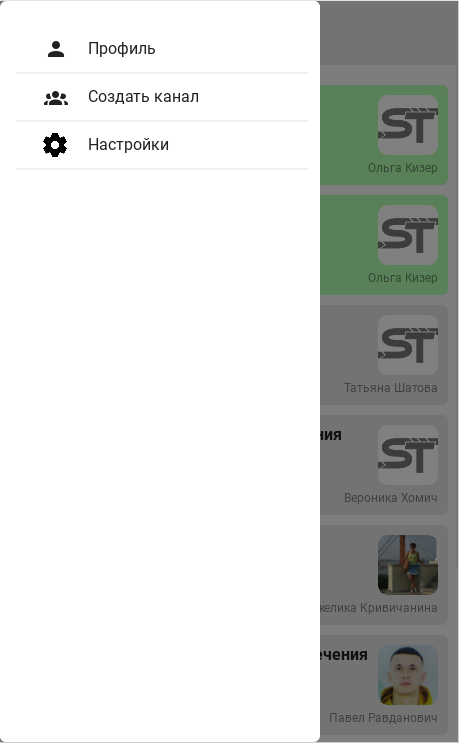 Профиль
Создать канал
Настройки
ST
Ольга Кизер
ST
Ольга Кизер
ST
Татьяна Шатова
ния
ST
Вероника Хомич
желика Кривичанина
ечения
Павел Равданович